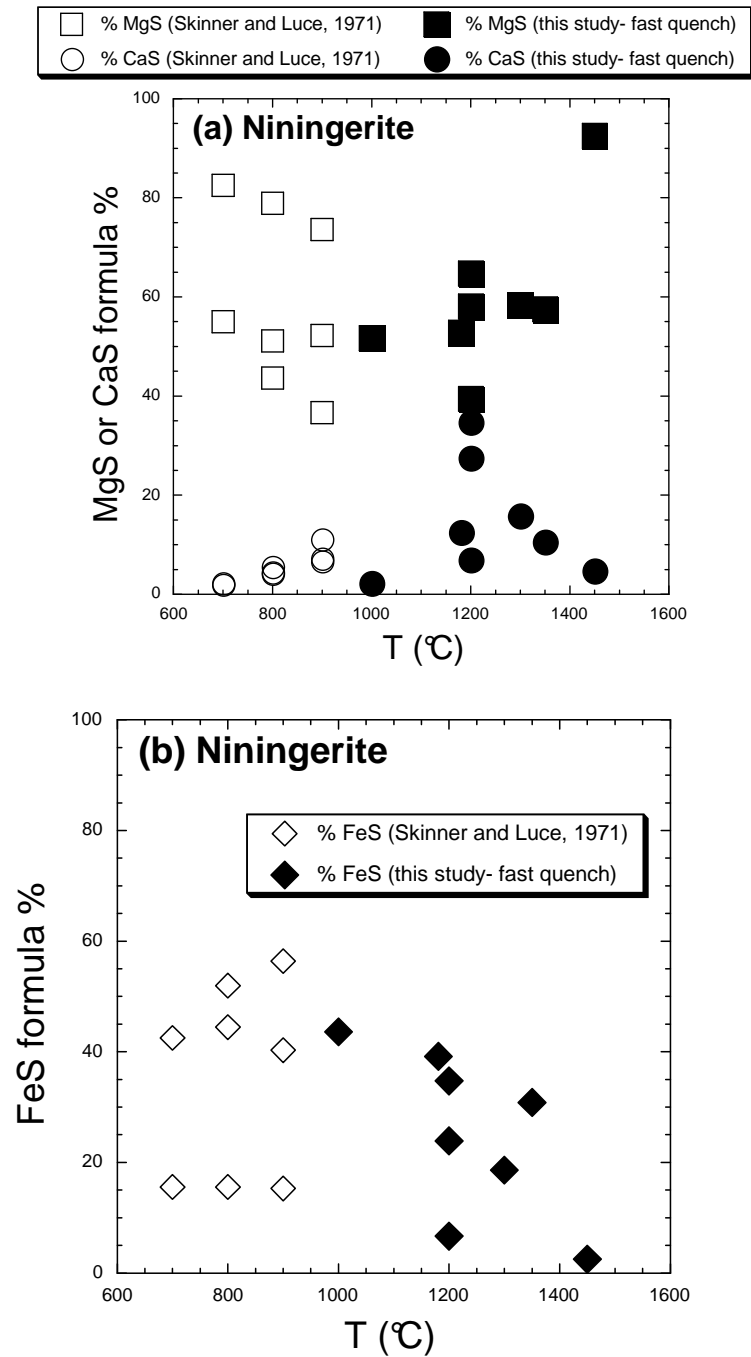 % MgS (Skinner and Luce, 1971) % MgS (this study- fast quench)
% CaS (Skinner and Luce, 1971) % CaS (this study- fast quench)
100
(a) Niningerite
80
60
40
20
0
MgS or CaS formula %
600 800 1000 1200 1400 1600
T (°C)
100
(b) Niningerite
80
% FeS (Skinner and Luce, 1971)
% FeS (this study- fast quench)
60
40
20
0
FeS formula %
600 800 1000 1200 1400 1600
T (°C)